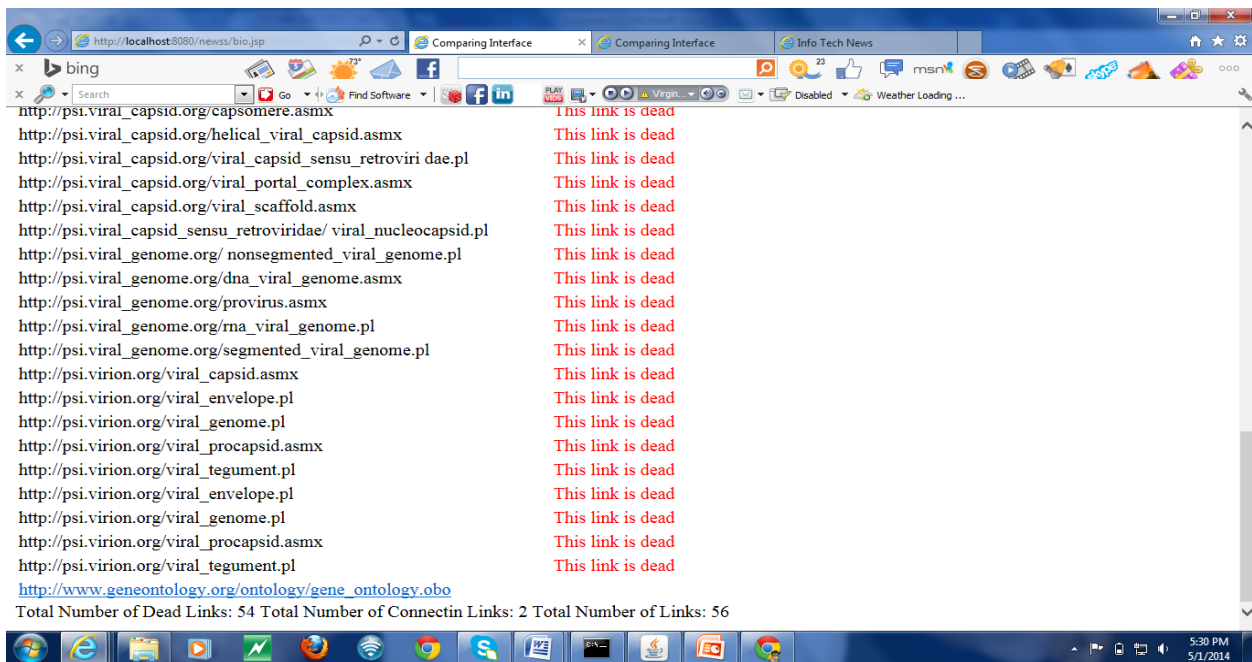 http://localhost:8080/newss/bio.jsp
Comparing Interface
Comparing Interface
Info Tech News
bing
73°
23
msn
aspp
Search
Go
Find Software
PLAY VIDS
Virgin...
Disabled
Weather Loading ...
http://psi.viral_capsid.org/capsomere.asmx This link is dead
http://psi.viral_capsid.org/helical_viral_capsid.asmx This link is dead
http://psi.viral_capsid.org/viral_capsid_sensu_retroviri dae.pl This link is dead
http://psi.viral_capsid.org/viral_portal_complex.asmx This link is dead
http://psi.viral_capsid.org/viral_scaffold.asmx This link is dead
http://psi.viral_capsid_sensu_retroviridae/ viral_nucleocapsid.pl This link is dead
http://psi.viral_genome.org/ nonsegmented_viral_genome.pl This link is dead
http://psi.viral_genome.org/dna_viral_genome.asmx This link is dead
http://psi.viral_genome.org/provirus.asmx This link is dead
http://psi.viral_genome.org/rna_viral_genome.pl This link is dead
http://psi.viral_genome.org/segmented_viral_genome.pl This link is dead
http://psi.virion.org/viral_capsid.asmx This link is dead
http://psi.virion.org/viral_envelope.pl This link is dead
http://psi.virion.org/viral_genome.pl This link is dead
http://psi.virion.org/viral_procapsid.asmx This link is dead
http://psi.virion.org/viral_tegument.pl This link is dead
http://psi.virion.org/viral_envelope.pl This link is dead
http://psi.virion.org/viral_genome.pl This link is dead
http://psi.virion.org/viral_procapsid.asmx This link is dead
http://psi.virion.org/viral_tegument.pl This link is dead
http://www.geneontology.org/ontology/gene_ontology.obo
Total Number of Dead Links: 54 Total Number of Connectin Links: 2 Total Number of Links: 56
5:30 PM
5/1/2014